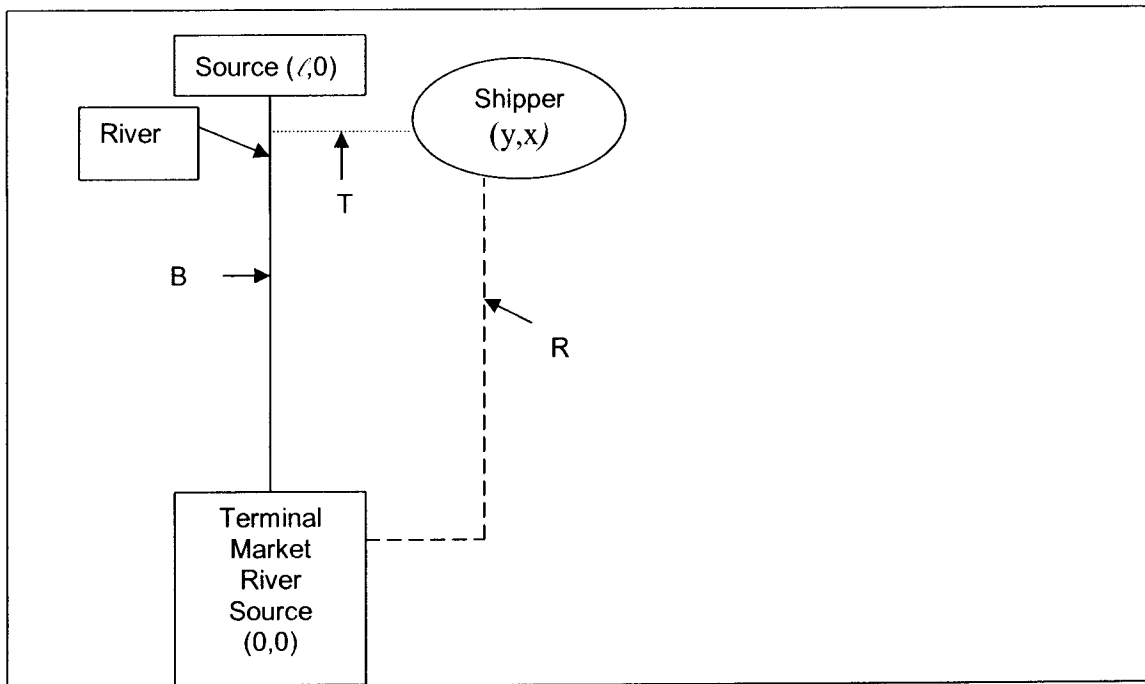 Source (ℓ,0)
Shipper
(y,x)
River
T
B
R
Terminal
Market
River
Source
(0,0)